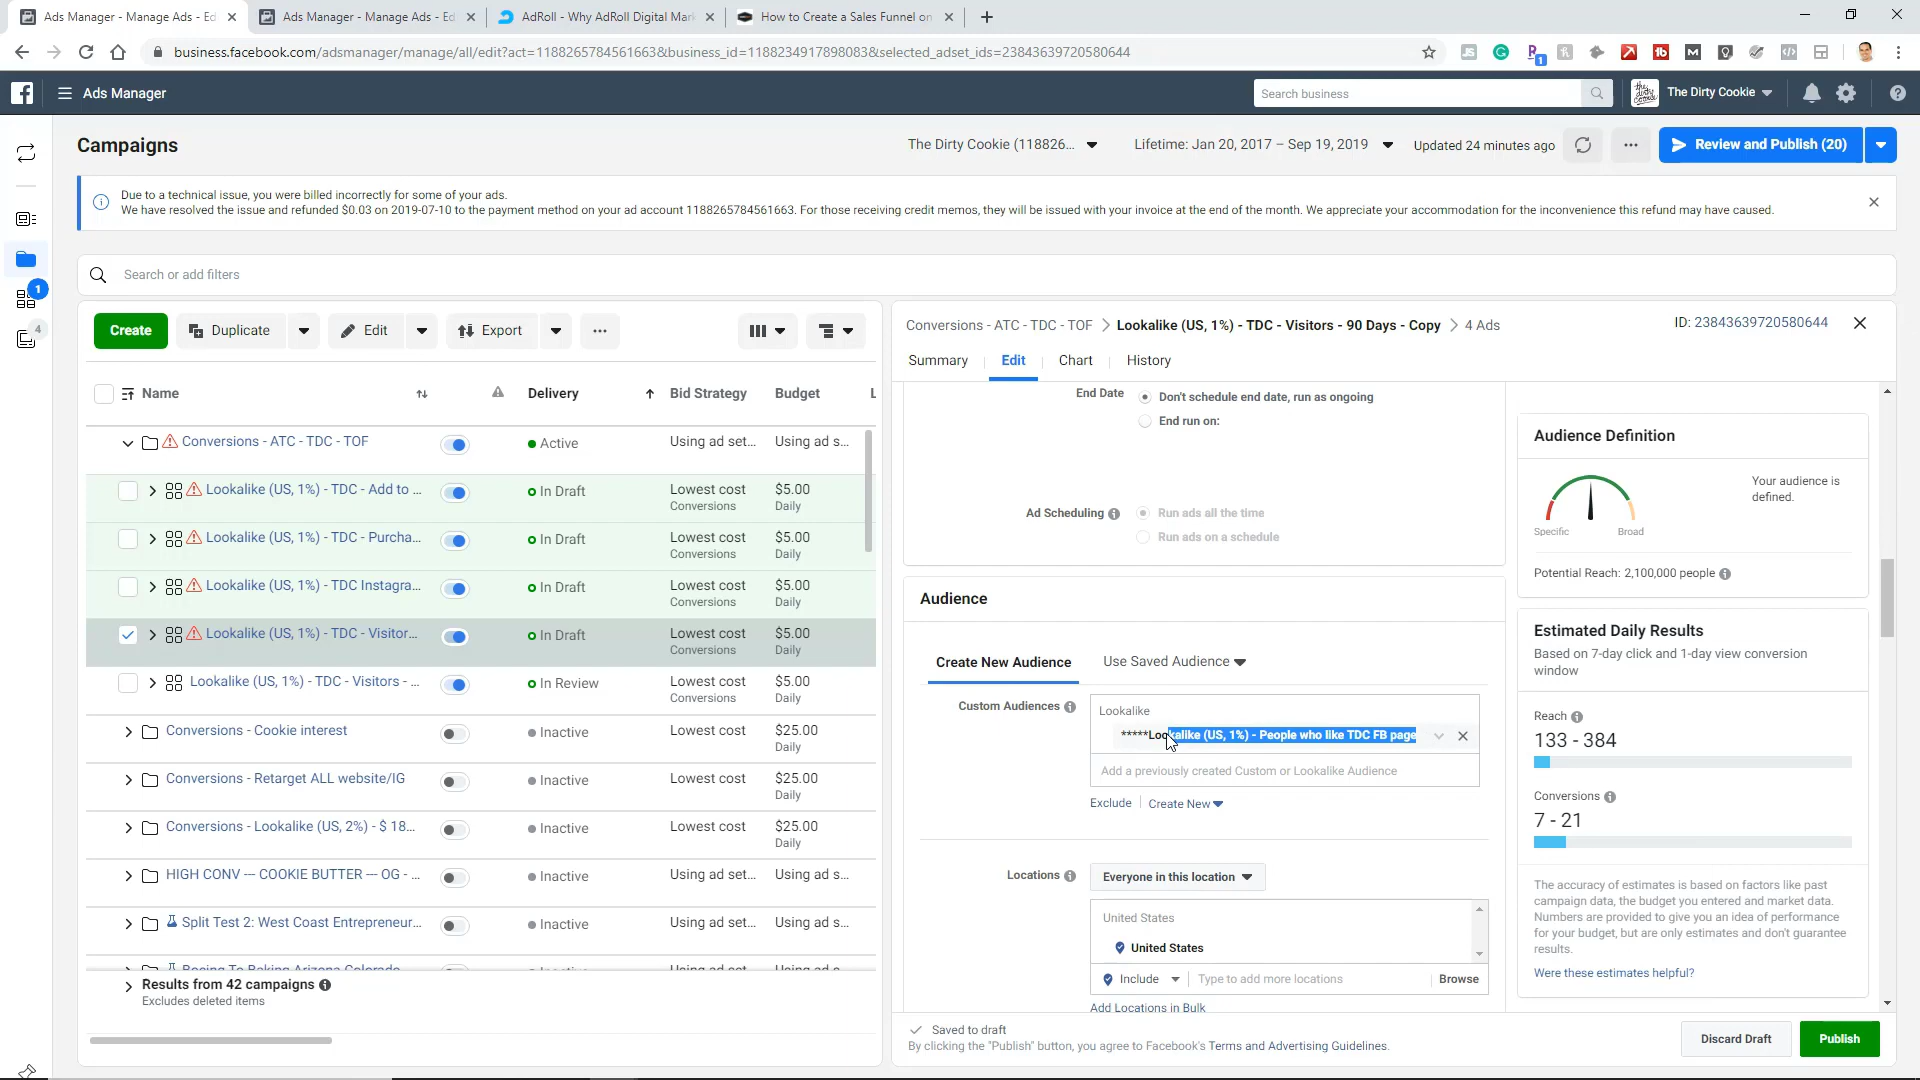 Ads Manager - Manage Ads - Ed
Ads Manager - Manage Ads - Ed
AdRoll - Why AdRoll Digital Mark
How to Create a Sales Funnel on
business.facebook.com/adsmanager/manage/all/edit?act=1188265784561663&business_id=1188234917898083&selected_adset_ids=23843639720580644
Ads Manager
Search business
The Dirty Cookie
Campaigns
The Dirty Cookie (118826...
Lifetime: Jan 20, 2017 – Sep 19, 2019
Updated 24 minutes ago
Review and Publish (20)
Due to a technical issue, you were billed incorrectly for some of your ads.
We have resolved the issue and refunded $0.03 on 2019-07-10 to the payment method on your ad account 1188265784561663. For those receiving credit memos, they will be issued with your invoice at the end of the month. We appreciate your accommodation for the inconvenience this refund may have caused.
Search or add filters
1
4
Create
Duplicate
Edit
Export
Name
Delivery
Bid Strategy
Budget
L
Conversions - ATC - TDC - TOF
Active
Using ad set...
Using ad s...
Lookalike (US, 1%) - TDC - Add to ...
In Draft
Lowest cost
Conversions
$5.00
Daily
Lookalike (US, 1%) - TDC - Purcha...
In Draft
Lowest cost
Conversions
$5.00
Daily
Lookalike (US, 1%) - TDC Instagra...
In Draft
Lowest cost
Conversions
$5.00
Daily
Lookalike (US, 1%) - TDC - Visitor...
In Draft
Lowest cost
Conversions
$5.00
Daily
Lookalike (US, 1%) - TDC - Visitors - ...
In Review
Lowest cost
Conversions
$5.00
Daily
Conversions - Cookie interest
Inactive
Lowest cost
$25.00
Daily
Conversions - Retarget ALL website/IG
Inactive
Lowest cost
$25.00
Daily
Conversions - Lookalike (US, 2%) - $ 18...
Inactive
Lowest cost
$25.00
Daily
HIGH CONV --- COOKIE BUTTER --- OG - ...
Inactive
Using ad set...
Using ad s...
Split Test 2: West Coast Entrepreneur...
Inactive
Using ad set...
Using ad s...
Results from 42 campaigns
Excludes deleted items
Conversions - ATC - TDC - TOF > Lookalike (US, 1%) - TDC - Visitors - 90 Days - Copy > 4 Ads
ID: 23843639720580644
Summary
Edit
Chart
History
End Date
Don't schedule end date, run as ongoing
End run on:
Ad Scheduling
Run ads all the time
Run ads on a schedule
Audience
Create New Audience
Use Saved Audience
Custom Audiences
Lookalike
*****Lookalike (US, 1%) - People who like TDC FB page
Add a previously created Custom or Lookalike Audience
Exclude
Create New
Locations
Everyone in this location
United States
United States
Include
Type to add more locations
Browse
Add Locations in Bulk
Saved to draft
By clicking the "Publish" button, you agree to Facebook's Terms and Advertising Guidelines.
Discard Draft
Publish
Audience Definition
Your audience is
defined.
Specific
Broad
Potential Reach: 2,100,000 people
Estimated Daily Results
Based on 7-day click and 1-day view conversion
window
Reach
133 - 384
Conversions
7 - 21
The accuracy of estimates is based on factors like past
campaign data, the budget you entered and market data.
Numbers are provided to give you an idea of performance
for your budget, but are only estimates and don't guarantee
results.
Were these estimates helpful?